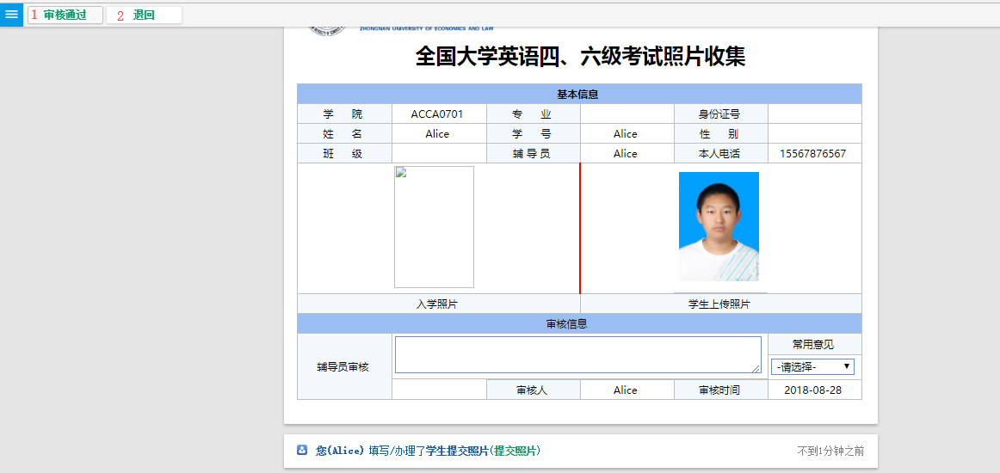 1 审核通过 2 退回
ZHONGNAN UNIVERSITY OF ECONOMICS AND LAW
全国大学英语四、六级考试照片收集
基本信息
学 院 ACCA0701 专 业 身份证号
姓 名 Alice 学 号 Alice 性 别
班 级 辅 导 员 Alice 本人电话 15567876567
入学照片 学生上传照片
审核信息
辅导员审核 常用意见
-请选择-
审核人 Alice 审核时间 2018-08-28
您(Alice) 填写/办理了学生提交照片(提交照片) 不到1分钟之前